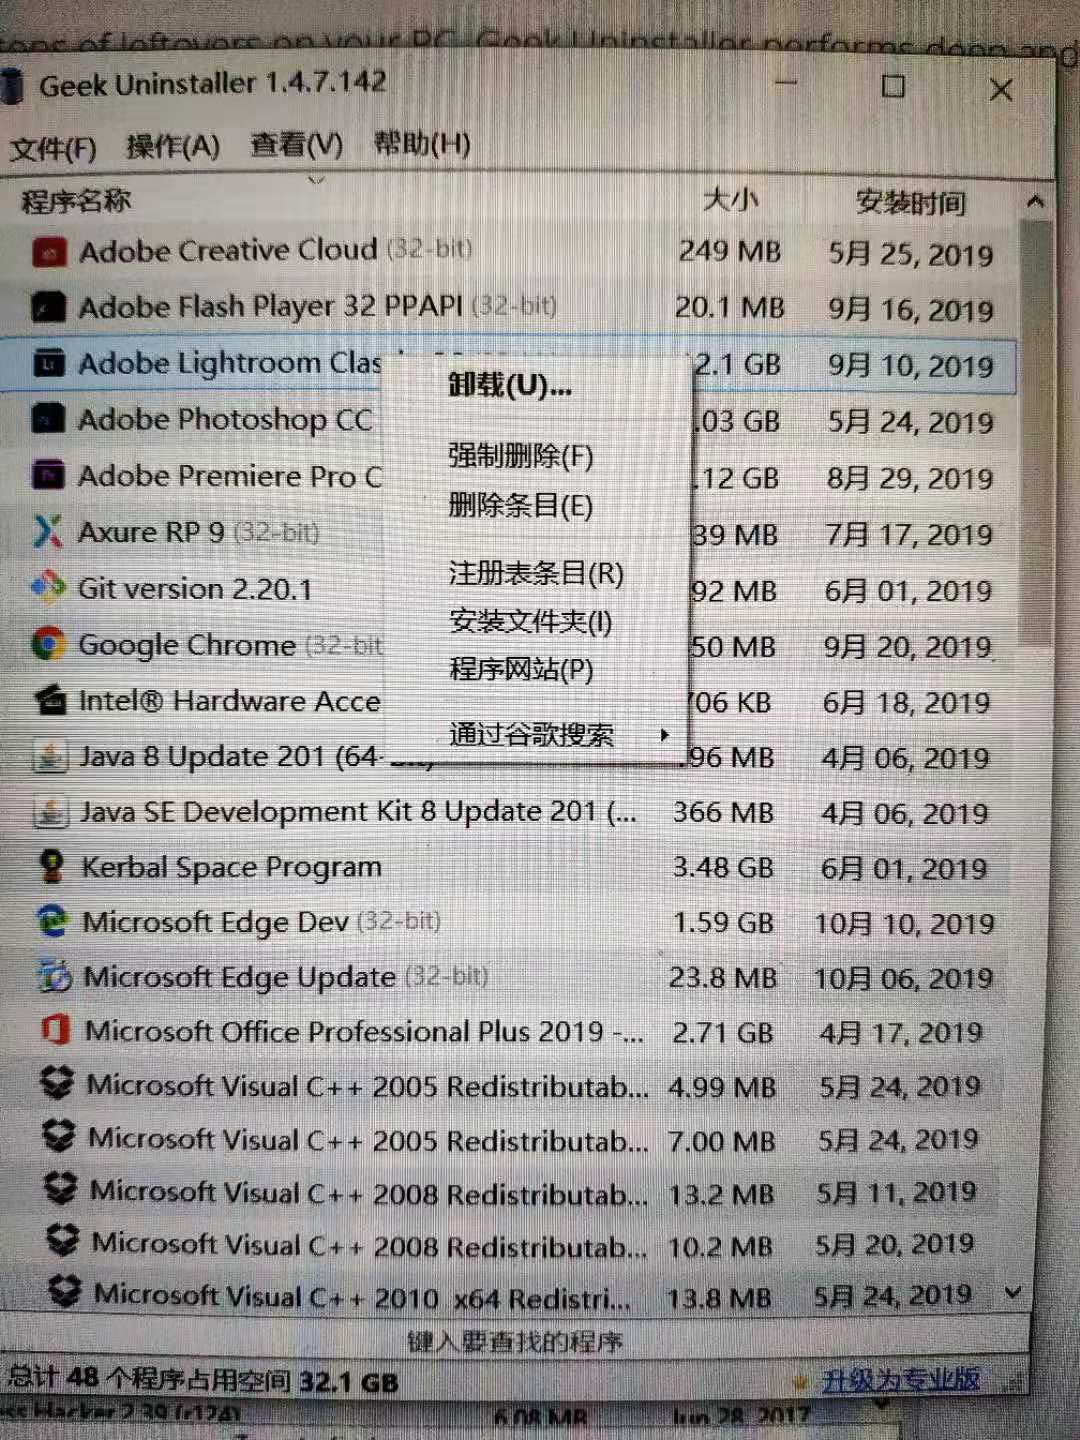 tons of leftovers on your PC. Geek Uninstaller performs deep and
Geek Uninstaller 1.4.7.142
文件(F) 操作(A) 查看(V) 帮助(H)
程序名称 大小 安装时间
Adobe Creative Cloud (32-bit) 249 MB 5月 25, 2019
Adobe Flash Player 32 PPAPI (32-bit) 20.1 MB 9月 16, 2019
Adobe Lightroom Clas 2.1 GB 9月 10, 2019
卸载(U)...
Adobe Photoshop CC .03 GB 5月 24, 2019
强制删除(F)
Adobe Premiere Pro C .12 GB 8月 29, 2019
删除条目(E)
Axure RP 9 (32-bit) 39 MB 7月 17, 2019
注册表条目(R)
Git version 2.20.1 92 MB 6月 01, 2019
安装文件夹(I)
Google Chrome (32-bit 50 MB 9月 20, 2019
程序网站(P)
Intel® Hardware Acce 06 KB 6月 18, 2019
通过谷歌搜索
Java 8 Update 201 (64- 96 MB 4月 06, 2019
Java SE Development Kit 8 Update 201 (... 366 MB 4月 06, 2019
Kerbal Space Program 3.48 GB 6月 01, 2019
Microsoft Edge Dev (32-bit) 1.59 GB 10月 10, 2019
Microsoft Edge Update (32-bit) 23.8 MB 10月 06, 2019
Microsoft Office Professional Plus 2019 -... 2.71 GB 4月 17, 2019
Microsoft Visual C++ 2005 Redistributab... 4.99 MB 5月 24, 2019
Microsoft Visual C++ 2005 Redistributab... 7.00 MB 5月 24, 2019
Microsoft Visual C++ 2008 Redistributab... 13.2 MB 5月 11, 2019
Microsoft Visual C++ 2008 Redistributab... 10.2 MB 5月 20, 2019
Microsoft Visual C++ 2010 x64 Redistri... 13.8 MB 5月 24, 2019
键入要查找的程序
总计 48 个程序占用空间 32.1 GB 升级为专业版
Hacker 2.39 (r124) 6.08 MB Jun 28, 2017